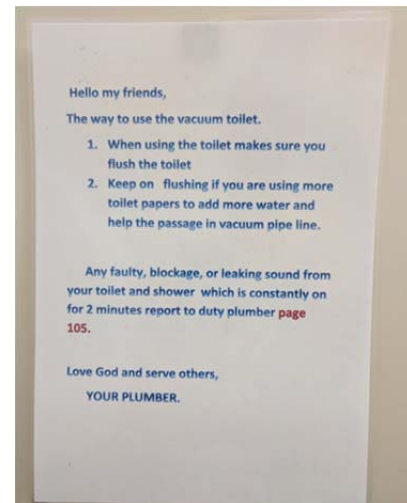 Hello my friends,
The way to use the vacuum toilet.
1. When using the toilet makes sure you
flush the toilet
2. Keep on flushing if you are using more
toilet papers to add more water and
help the passage in vacuum pipe line.
Any faulty, blockage, or leaking sound from
your toilet and shower which is constantly on
for 2 minutes report to duty plumber page
105.
Love God and serve others,
YOUR PLUMBER.